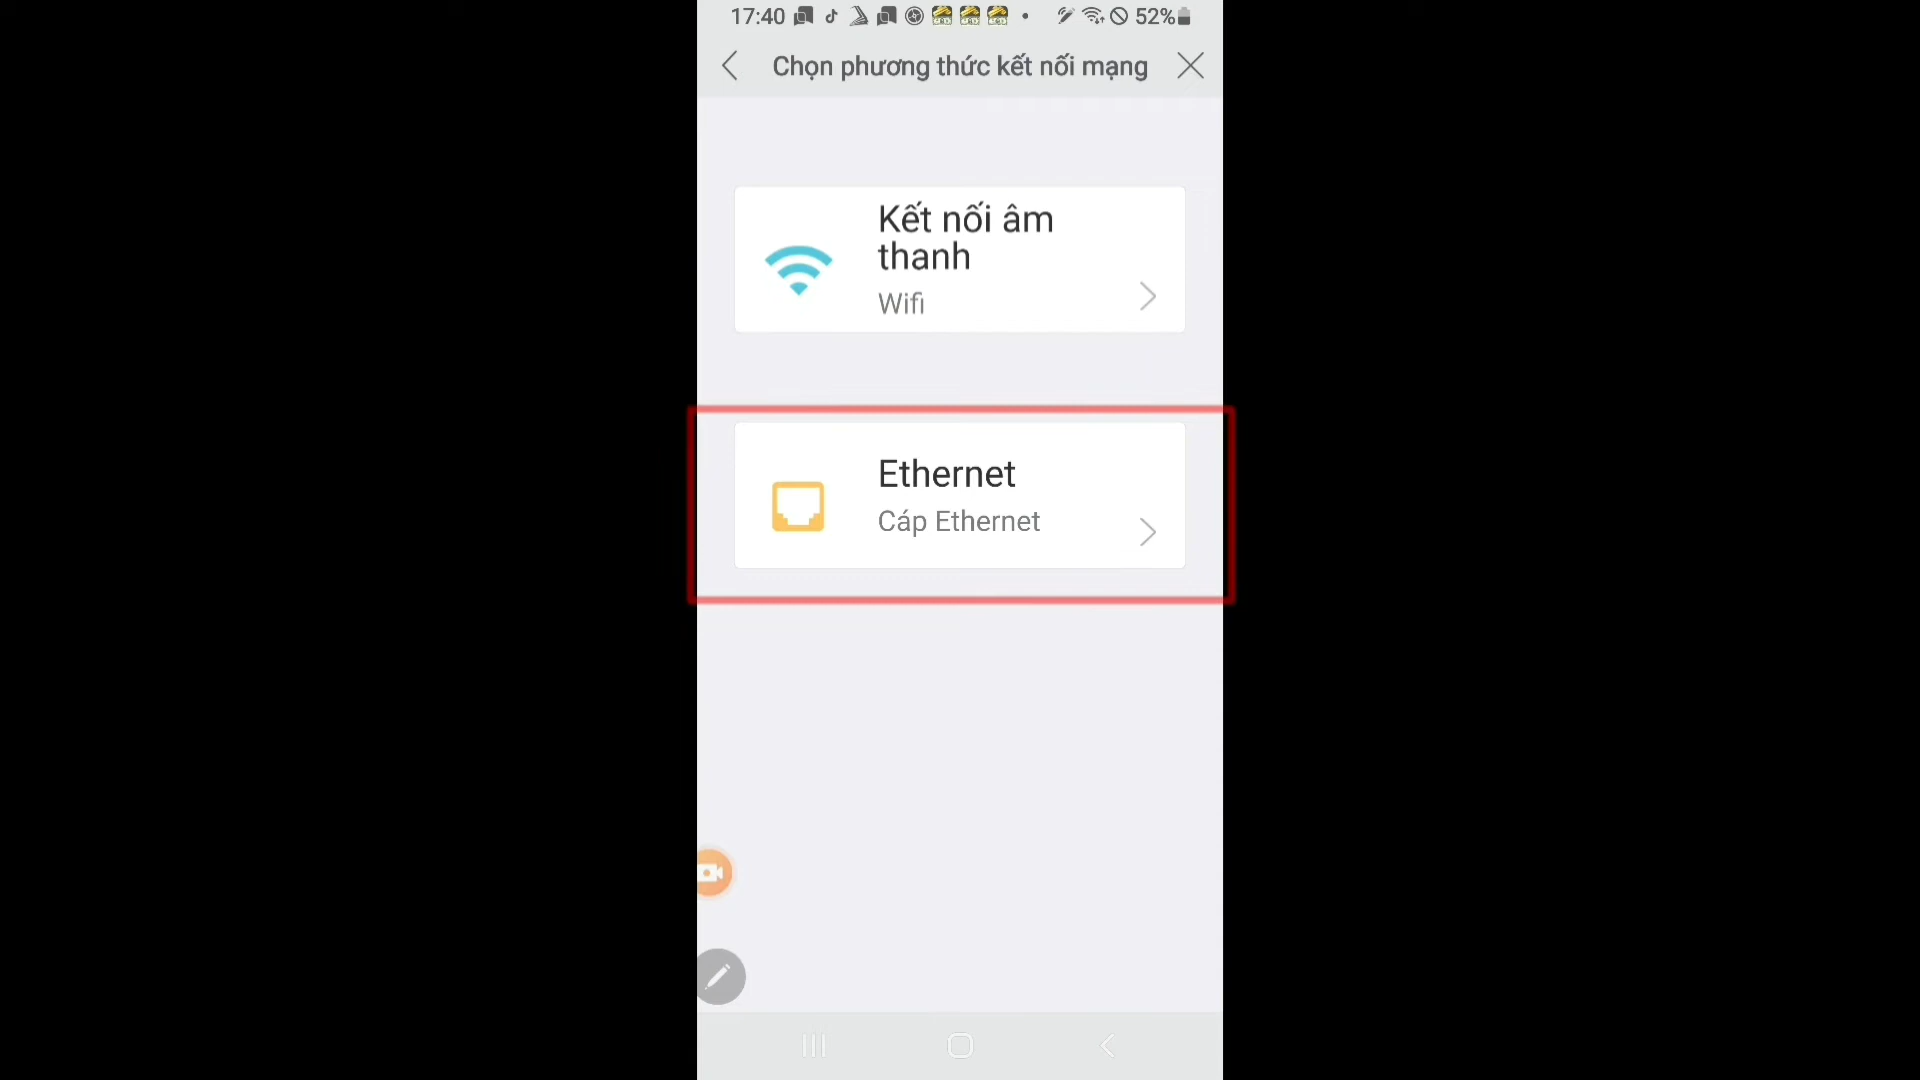 17:40
52%
Chọn phương thức kết nối mạng
Kết nối âm
thanh
Wifi
Ethernet
Cáp Ethernet